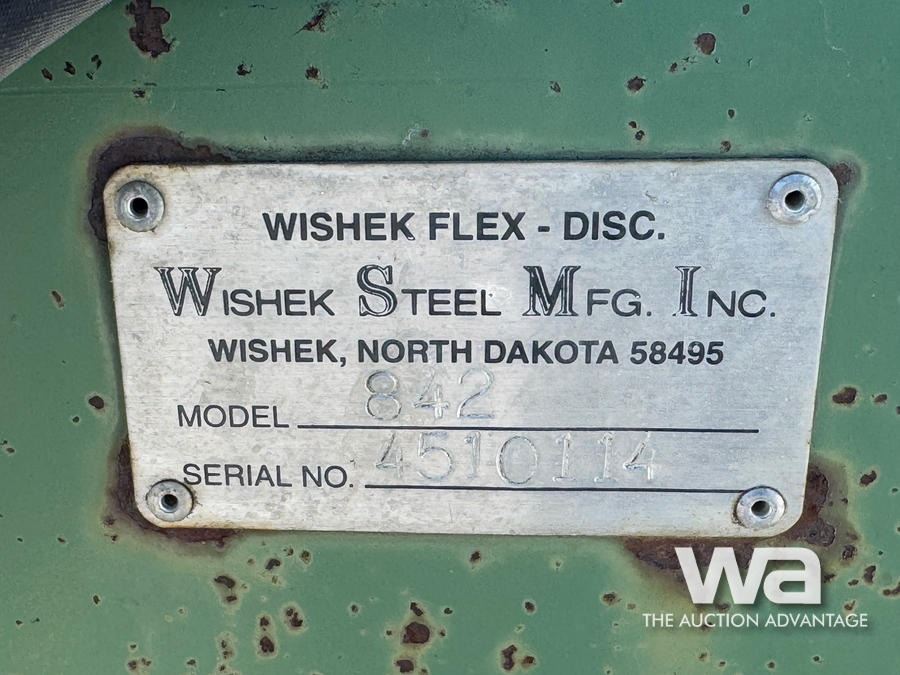 WISHEK FLEX - DISC.
WISHEK STEEL MFG. INC.
WISHEK, NORTH DAKOTA 58495
MODEL 842
SERIAL NO. 4510114
wa
THE AUCTION ADVANTAGE